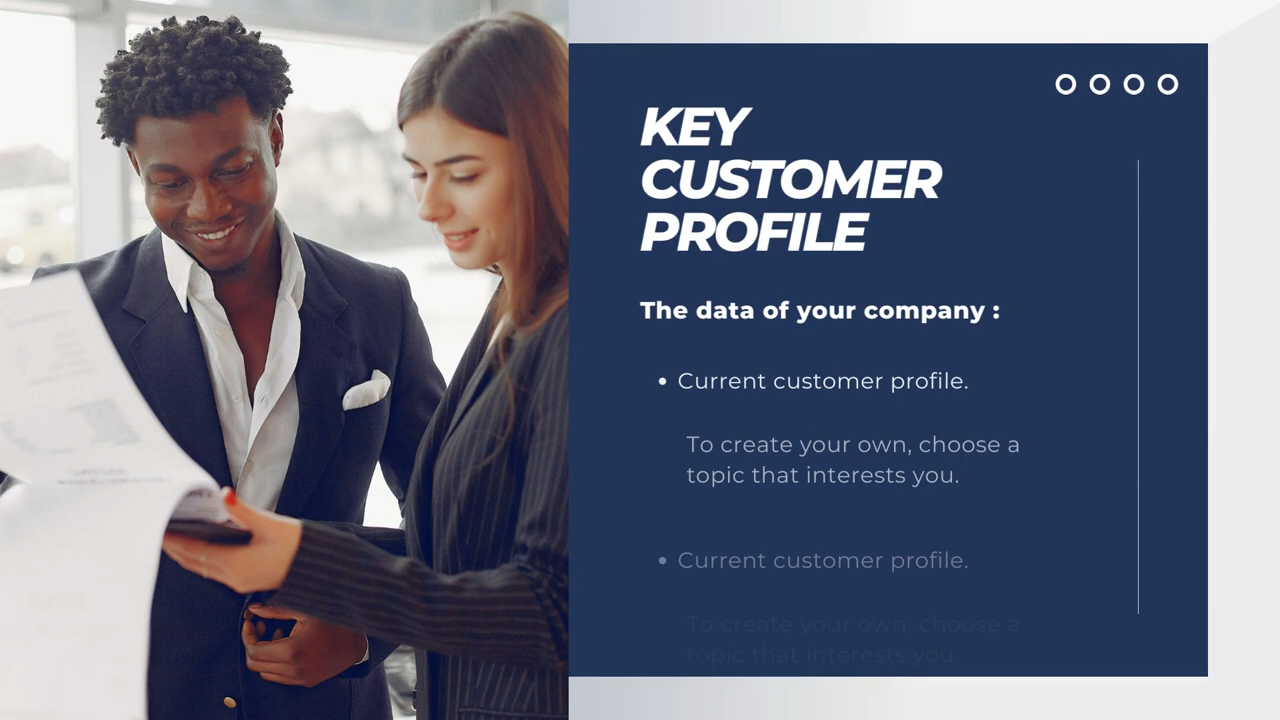 KEY
CUSTOMER
PROFILE
The data of your company :
• Current customer profile.
To create your own, choose a
topic that interests you.
• Current customer profile.
To create your own, choose a
topic that interests you.